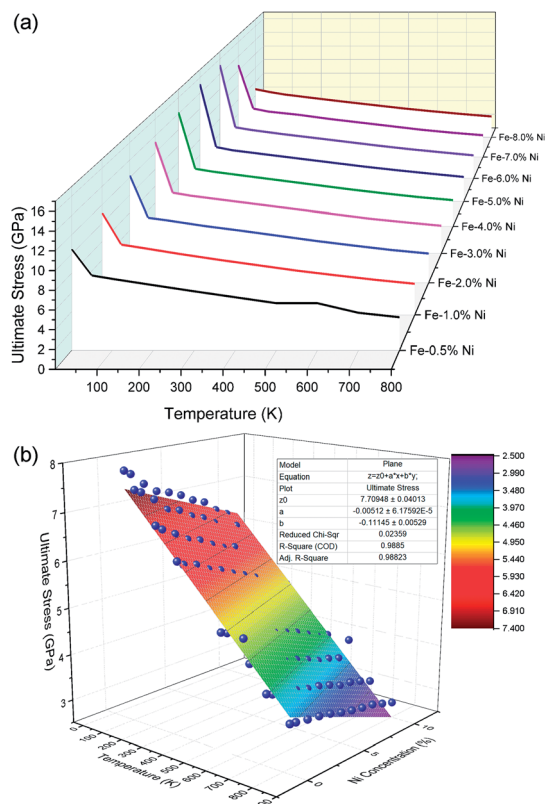 (a)
Ultimate Stress (GPa)
16
14
12
10
8
6
4
2
0
100 200 300 400 500 600 700 800
Temperature (K)
Fe-8.0% Ni
Fe-7.0% Ni
Fe-6.0% Ni
Fe-5.0% Ni
Fe-4.0% Ni
Fe-3.0% Ni
Fe-2.0% Ni
Fe-1.0% Ni
Fe-0.5% Ni
(b)
Ultimate Stress (GPa)
8
7
6
5
4
3
Model Plane
Equation z=z0+a*x+b*y;
Plot Ultimate Stress
z0 7.70948 ± 0.04013
a -0.00512 ± 6.17592E-5
b -0.11145 ± 0.00529
Reduced Chi-Sqr 0.02359
R-Square (COD) 0.9885
Adj. R-Square 0.98823
2.500
2.990
3.480
3.970
4.460
4.950
5.440
5.930
6.420
6.910
7.400
0 100 200 300 400 500 600 700 800
Temperature (K)
0 5 10
Ni Concentration (%)